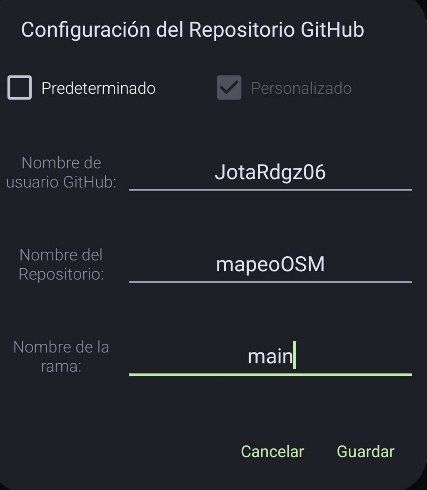 Configuración del Repositorio GitHub
Predeterminado
Personalizado
Nombre de
usuario GitHub:
JotaRdgz06
Nombre del
Repositorio:
mapeoOSM
Nombre de la
rama:
main
Cancelar
Guardar